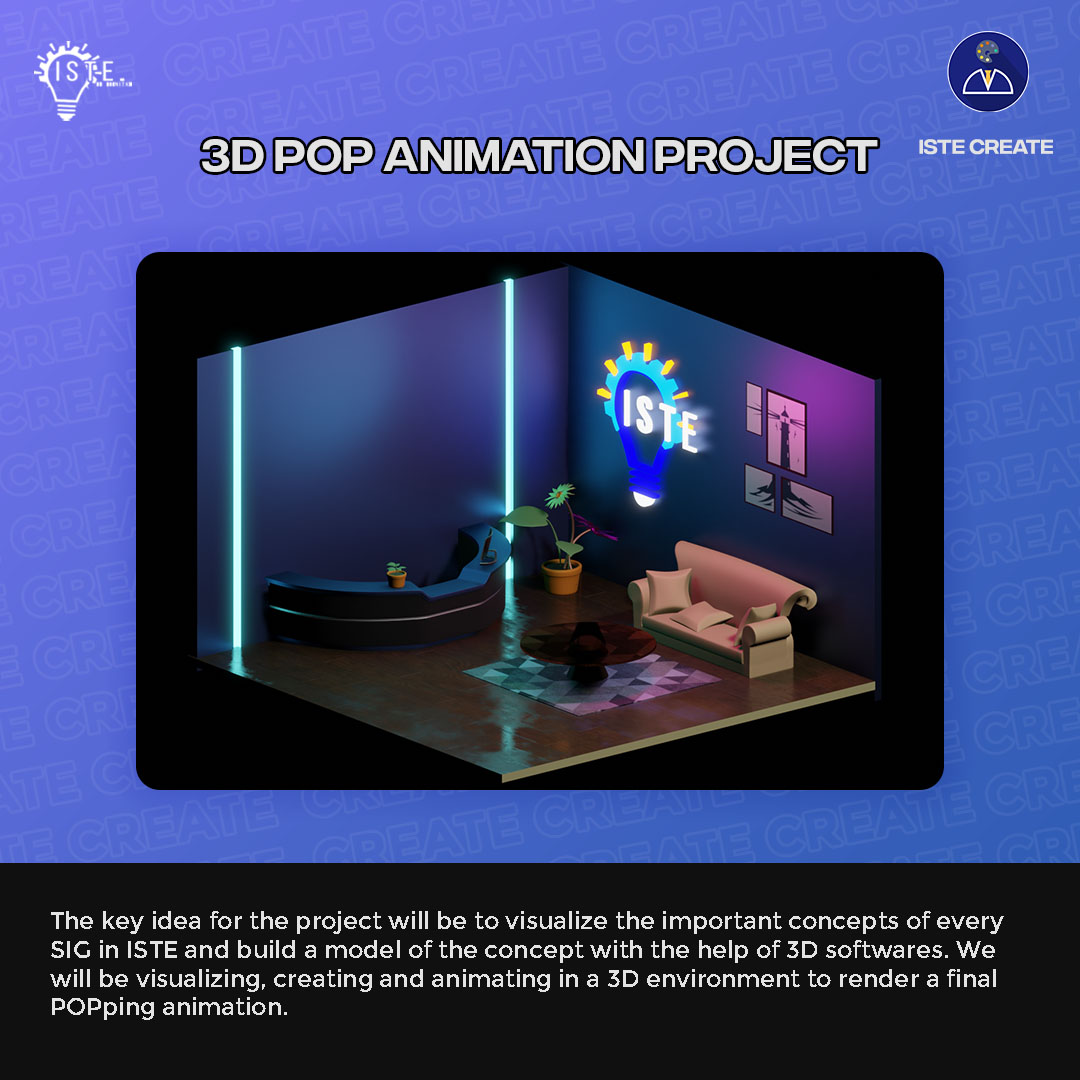 ISTE.
ISTE CREATE
3D POP ANIMATION PROJECT
ISTE
The key idea for the project will be to visualize the important concepts of every
SIG in ISTE and build a model of the concept with the help of 3D softwares. We
will be visualizing, creating and animating in a 3D environment to render a final
POPping animation.